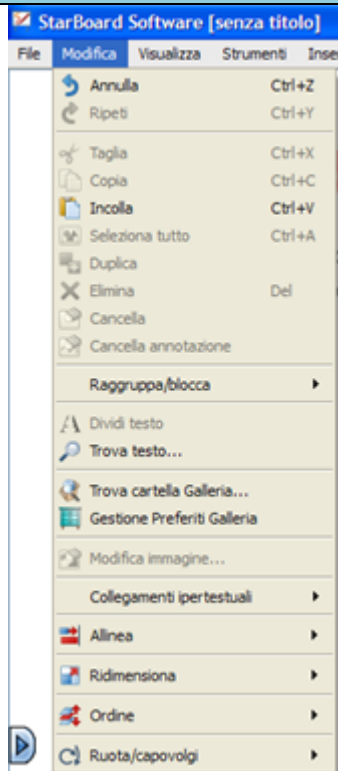 StarBoard Software [senza titolo]
File Modifica Visualizza Strumenti
Annulla Ctrl+Z
Ripeti Ctrl+Y
Taglia Ctrl+X
Copia Ctrl+C
Incolla Ctrl+V
Seleziona tutto Ctrl+A
Duplica
Elimina Del
Cancella
Cancella annotazione
Raggruppa/blocca
Dividi testo
Trova testo...
Trova cartella Galleria...
Gestione Preferiti Galleria
Modifica immagine...
Collegamenti ipertestuali
Allinea
Ridimensiona
Ordine
Ruota/capovolgi